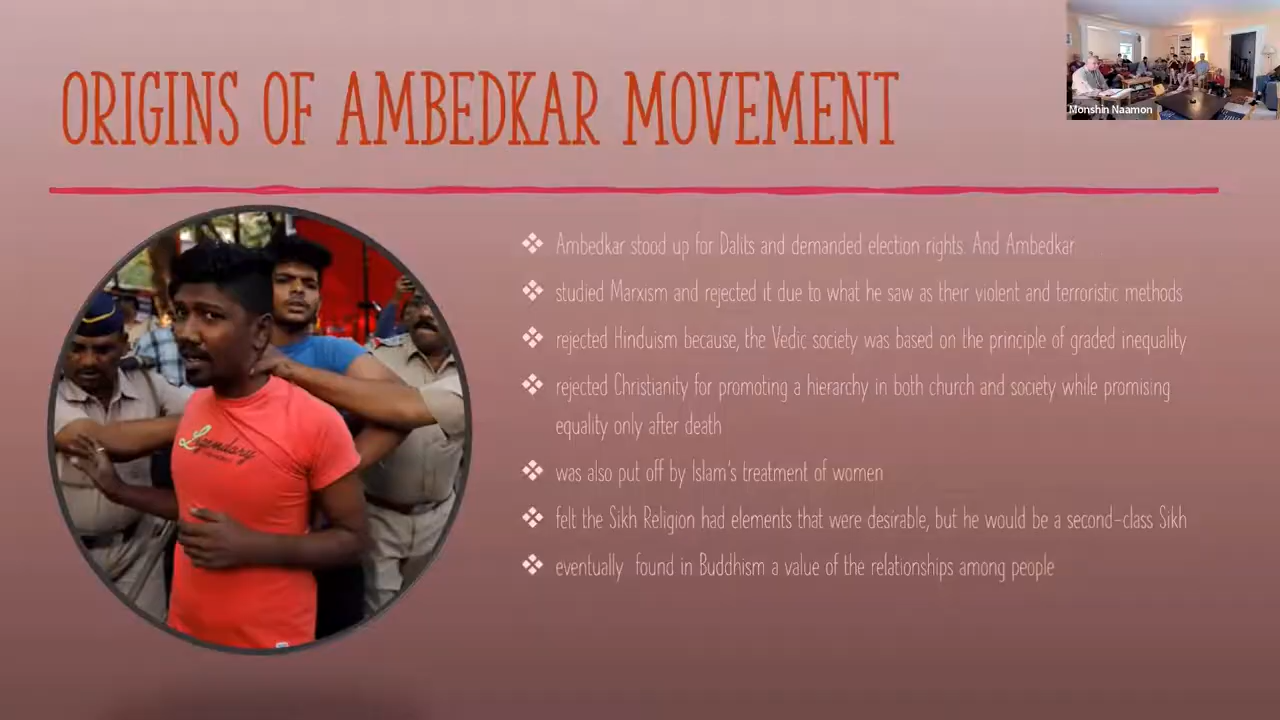 ORIGINS OF AMBEDKAR MOVEMENT
Monshin Naamon
Legendary
Ambedkar stood up for Dalits and demanded election rights. And Ambedkar
studied Marxism and rejected it due to what he saw as their violent and terroristic methods
rejected Hinduism because, the Vedic society was based on the principle of graded inequality
rejected Christianity for promoting a hierarchy in both church and society while promising
equality only after death
was also put off by Islam's treatment of women
felt the Sikh Religion had elements that were desirable, but he would be a second-class Sikh
eventually found in Buddhism a value of the relationships among people